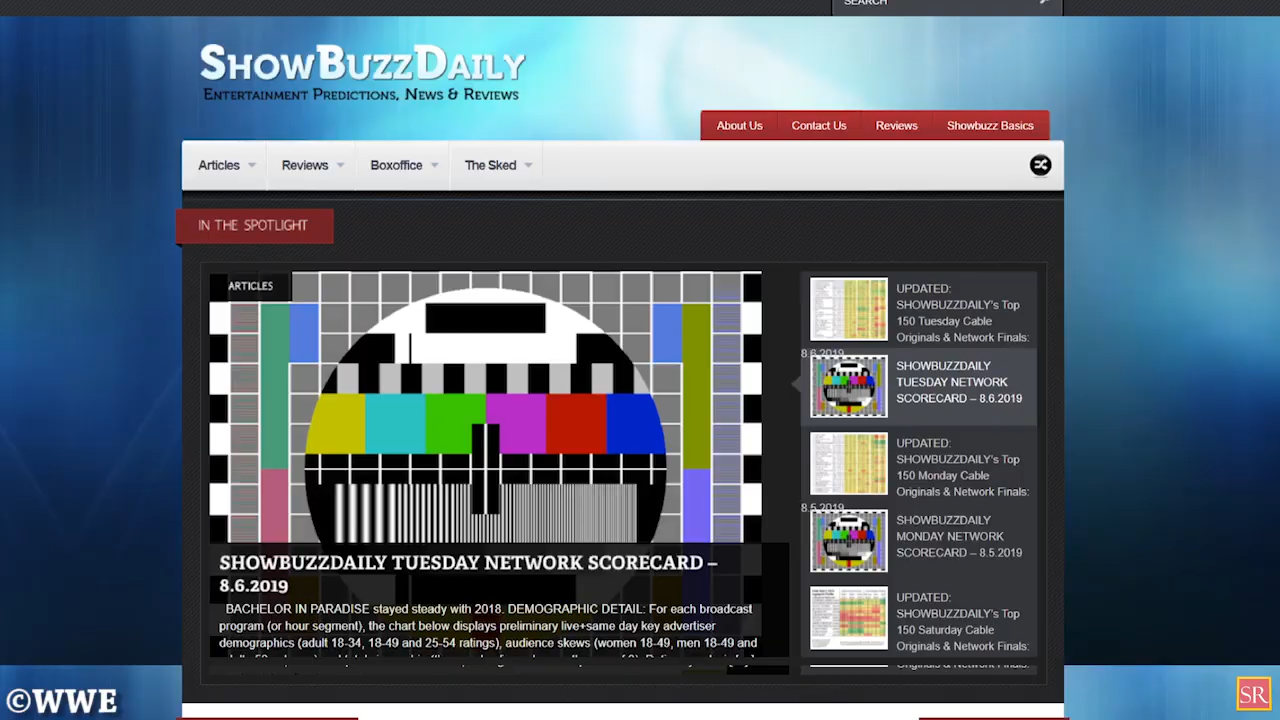 SEARCH
SHOWBUZZDAILY
ENTERTAINMENT PREDICTIONS, NEWS & REVIEWS
About Us
Contact Us
Reviews
Showbuzz Basics
Articles
Reviews
Boxoffice
The Sked
IN THE SPOTLIGHT
ARTICLES
SHOWBUZZDAILY TUESDAY NETWORK SCORECARD –
8.6.2019
BACHELOR IN PARADISE stayed steady with 2018. DEMOGRAPHIC DETAIL: For each broadcast
program (or hour segment), the chart below displays preliminary live+same day key advertiser
demographics (adult 18-34, 18-49 and 25-54 ratings), audience skews (women 18-49, men 18-49 and
UPDATED:
SHOWBUZZDAILY's Top
150 Tuesday Cable
Originals & Network Finals:
8.6.2019
SHOWBUZZDAILY
TUESDAY NETWORK
SCORECARD – 8.6.2019
UPDATED:
SHOWBUZZDAILY's Top
150 Monday Cable
Originals & Network Finals:
8.5.2019
SHOWBUZZDAILY
MONDAY NETWORK
SCORECARD – 8.5.2019
UPDATED:
SHOWBUZZDAILY's Top
150 Saturday Cable
Originals & Network Finals:
©WWE
SR